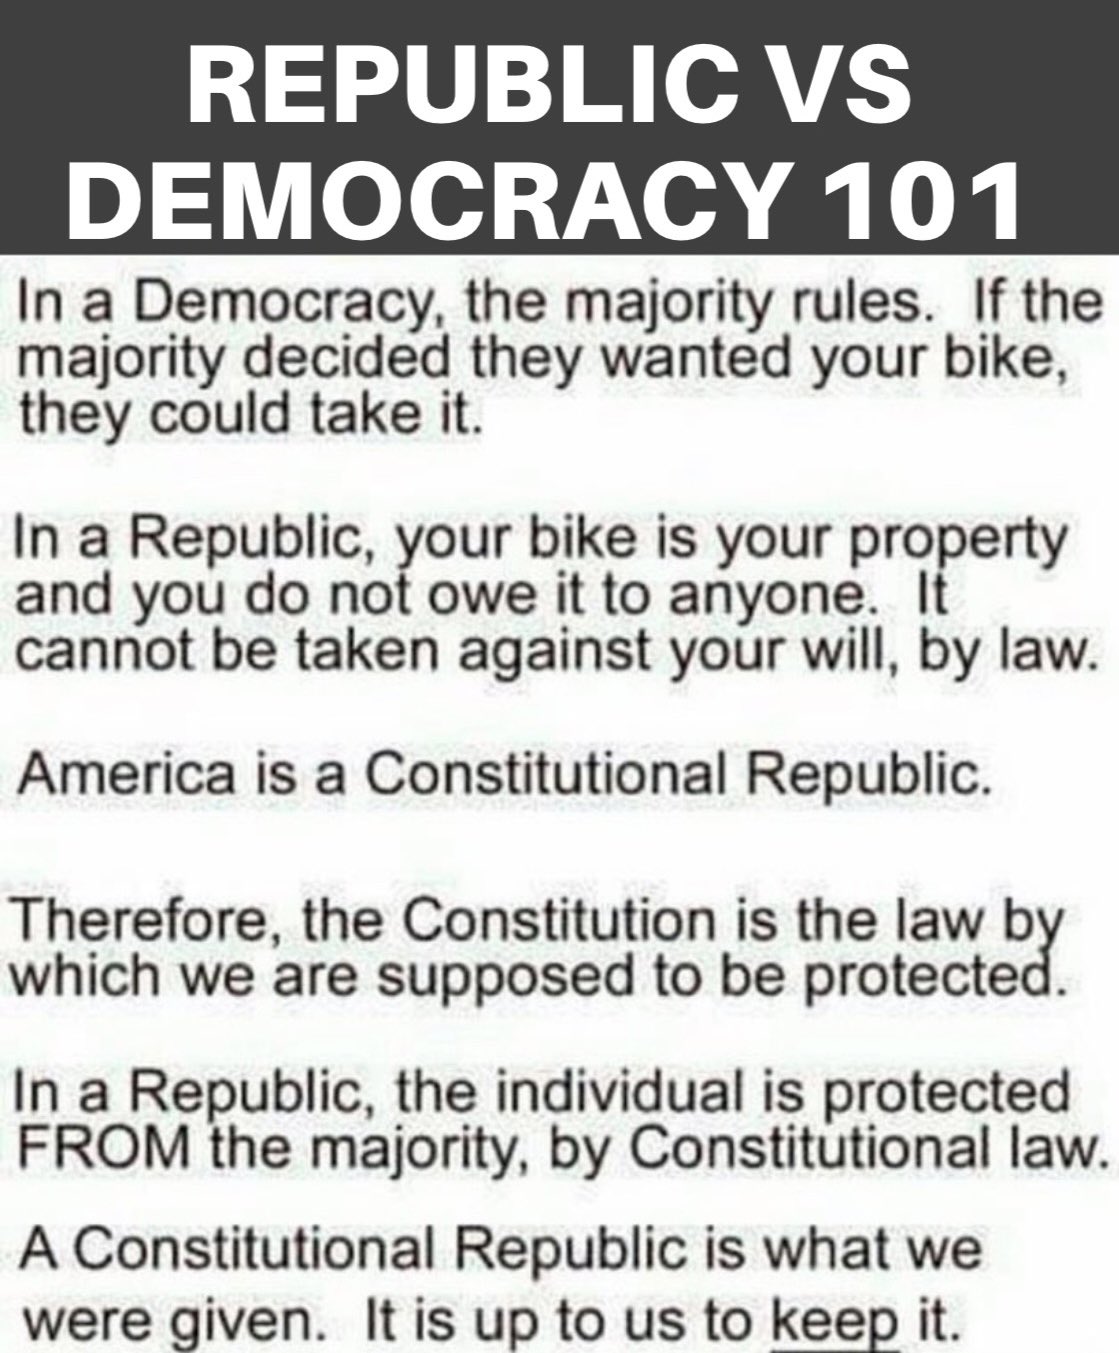 REPUBLIC VS
DEMOCRACY 101
In a Democracy, the majority rules. If the
majority decided they wanted your bike,
they could take it.
In a Republic, your bike is your property
and you do not owe it to anyone. It
cannot be taken against your will, by law.
America is a Constitutional Republic.
Therefore, the Constitution is the law by
which we are supposed to be protected.
In a Republic, the individual is protected
FROM the majority, by Constitutional law.
A Constitutional Republic is what we
were given. It is up to us to keep it.